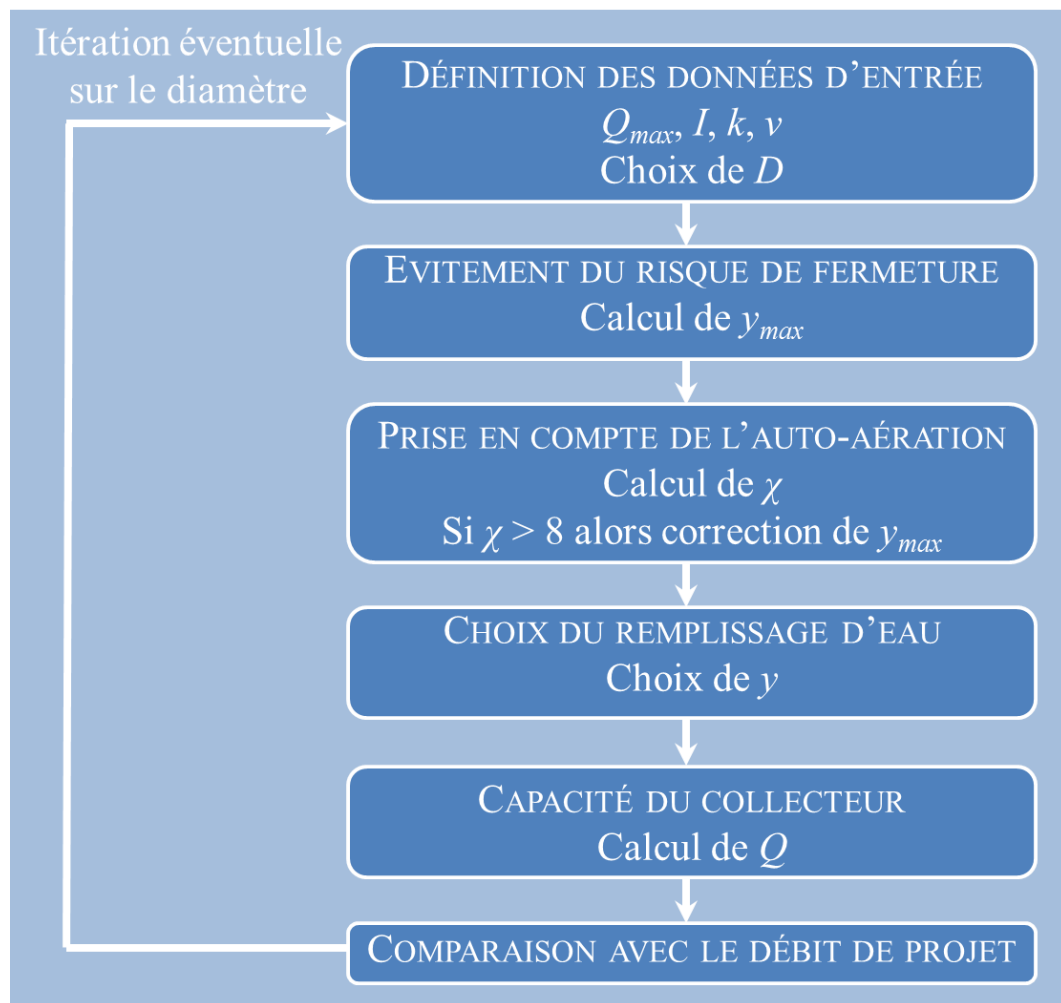 Itération éventuelle
sur le diamètre
DÉFINITION DES DONNÉES D'ENTRÉE
Qmax, I, k, ν
Choix de D
EVITEMENT DU RISQUE DE FERMETURE
Calcul de ymax
PRISE EN COMPTE DE L'AUTO-AÉRATION
Calcul de χ
Si χ > 8 alors correction de ymax
CHOIX DU REMPLISSAGE D'EAU
Choix de y
CAPACITÉ DU COLLECTEUR
Calcul de Q
COMPARAISON AVEC LE DÉBIT DE PROJET